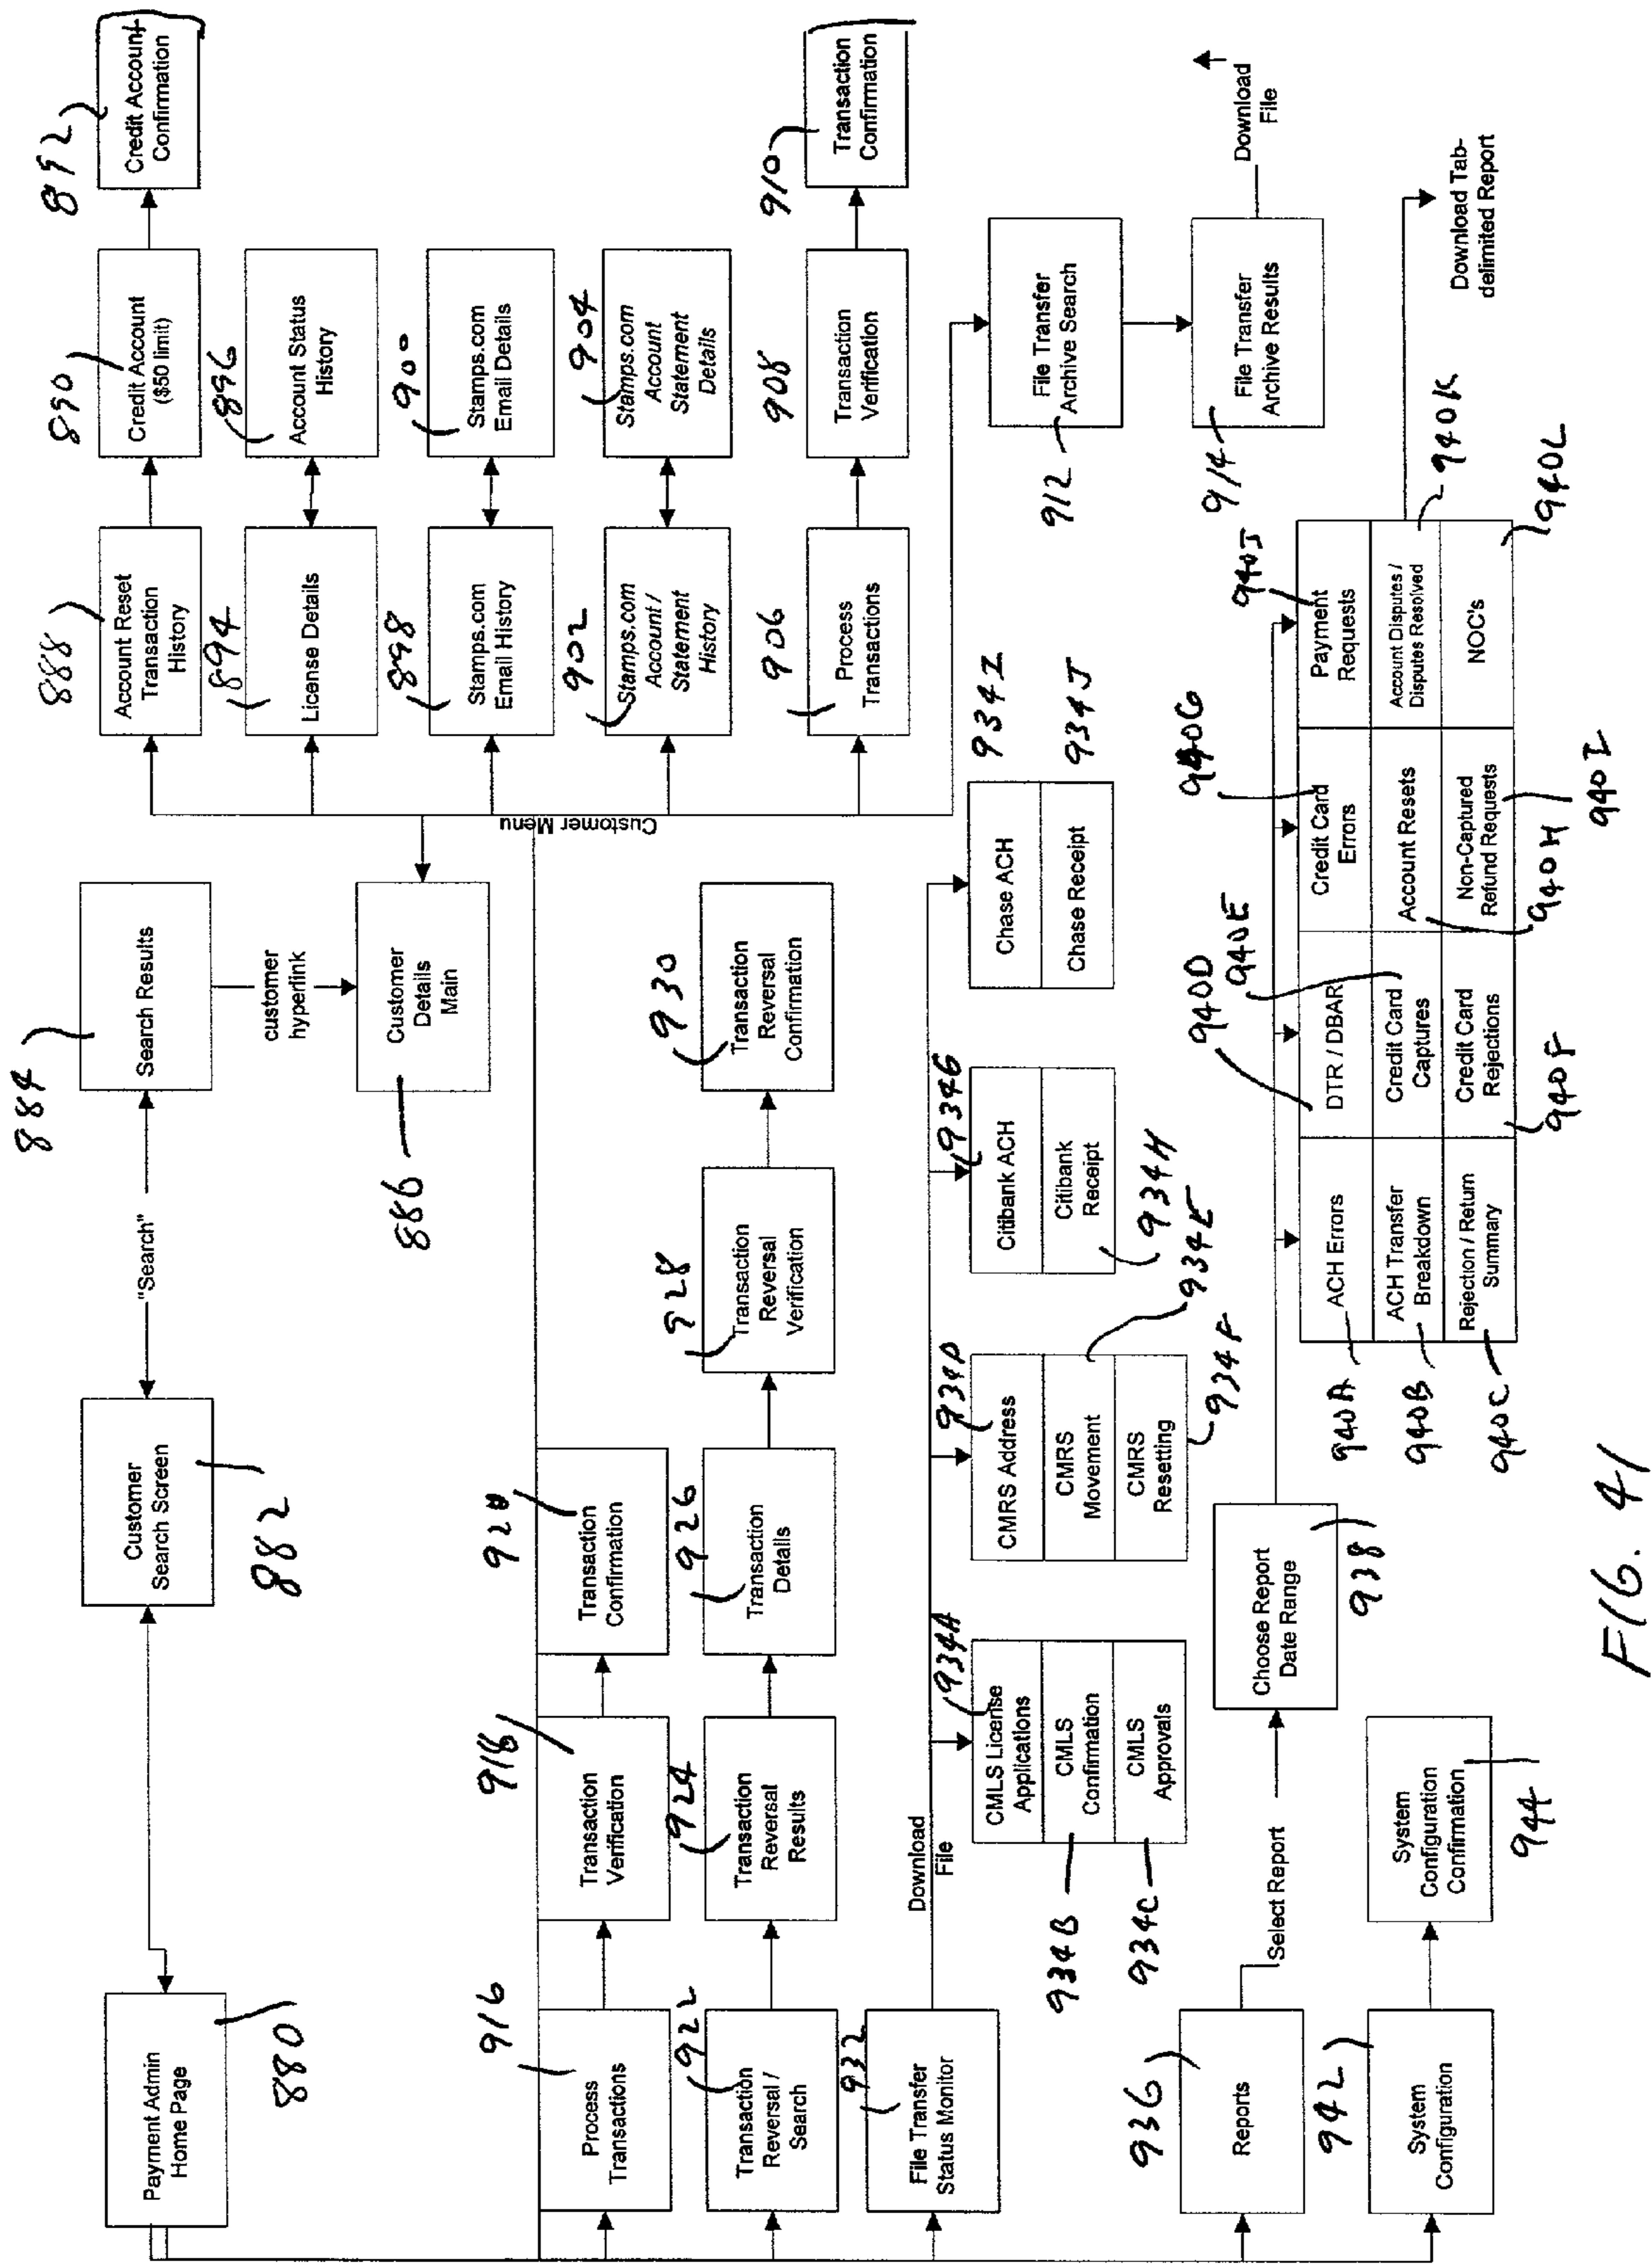 880
Payment Admin
Home Page
882
Customer
Search Screen
"Search"
884
Search Results
customer
hyperlink
886
Customer
Details
Main
Customer Menu
888
Account Reset
Transaction
History
890
Credit Account
($50 limit)
892
Credit Account
Confirmation
894
License Details
896
Account Status
History
898
Stamps.com
Email History
900
Stamps.com
Email Details
902
Stamps.com
Account /
Statement
History
904
Stamps.com
Account
Statement
Details
906
Process
Transactions
908
Transaction
Verification
910
Transaction
Confirmation
912
File Transfer
Archive Search
914
File Transfer
Archive Results
Download
File
916
Process
Transactions
918
Transaction
Verification
920
Transaction
Confirmation
922
Transaction
Reversal /
Search
924
Transaction
Reversal
Results
926
Transaction
Details
928
Transaction
Reversal
Verification
930
Transaction
Reversal
Confirmation
932
File Transfer
Status Monitor
Download
File
934A
CMLS License
Applications
934B
CMLS
Confirmation
934C
CMLS
Approvals
934D
CMRS Address
934E
CMRS
Movement
934F
CMRS
Resetting
934G
Citibank ACH
934H
Citibank
Receipt
934I
Chase ACH
934J
Chase Receipt
936
Reports
Select Report
938
Choose Report
Date Range
940A
ACH Errors
940B
ACH Transfer
Breakdown
940C
Rejection / Return
Summary
940D
DTR / DBAR
940E
Credit Card
Captures
940F
Credit Card
Rejections
940G
Credit Card
Errors
940H
Account Resets
940I
Non-Captured
Refund Requests
940J
Payment
Requests
940K
Account Disputes /
Disputes Resolved
940L
NOC's
Download Tab-
delimited Report
942
System
Configuration
944
System
Configuration
Confirmation
FIG. 41